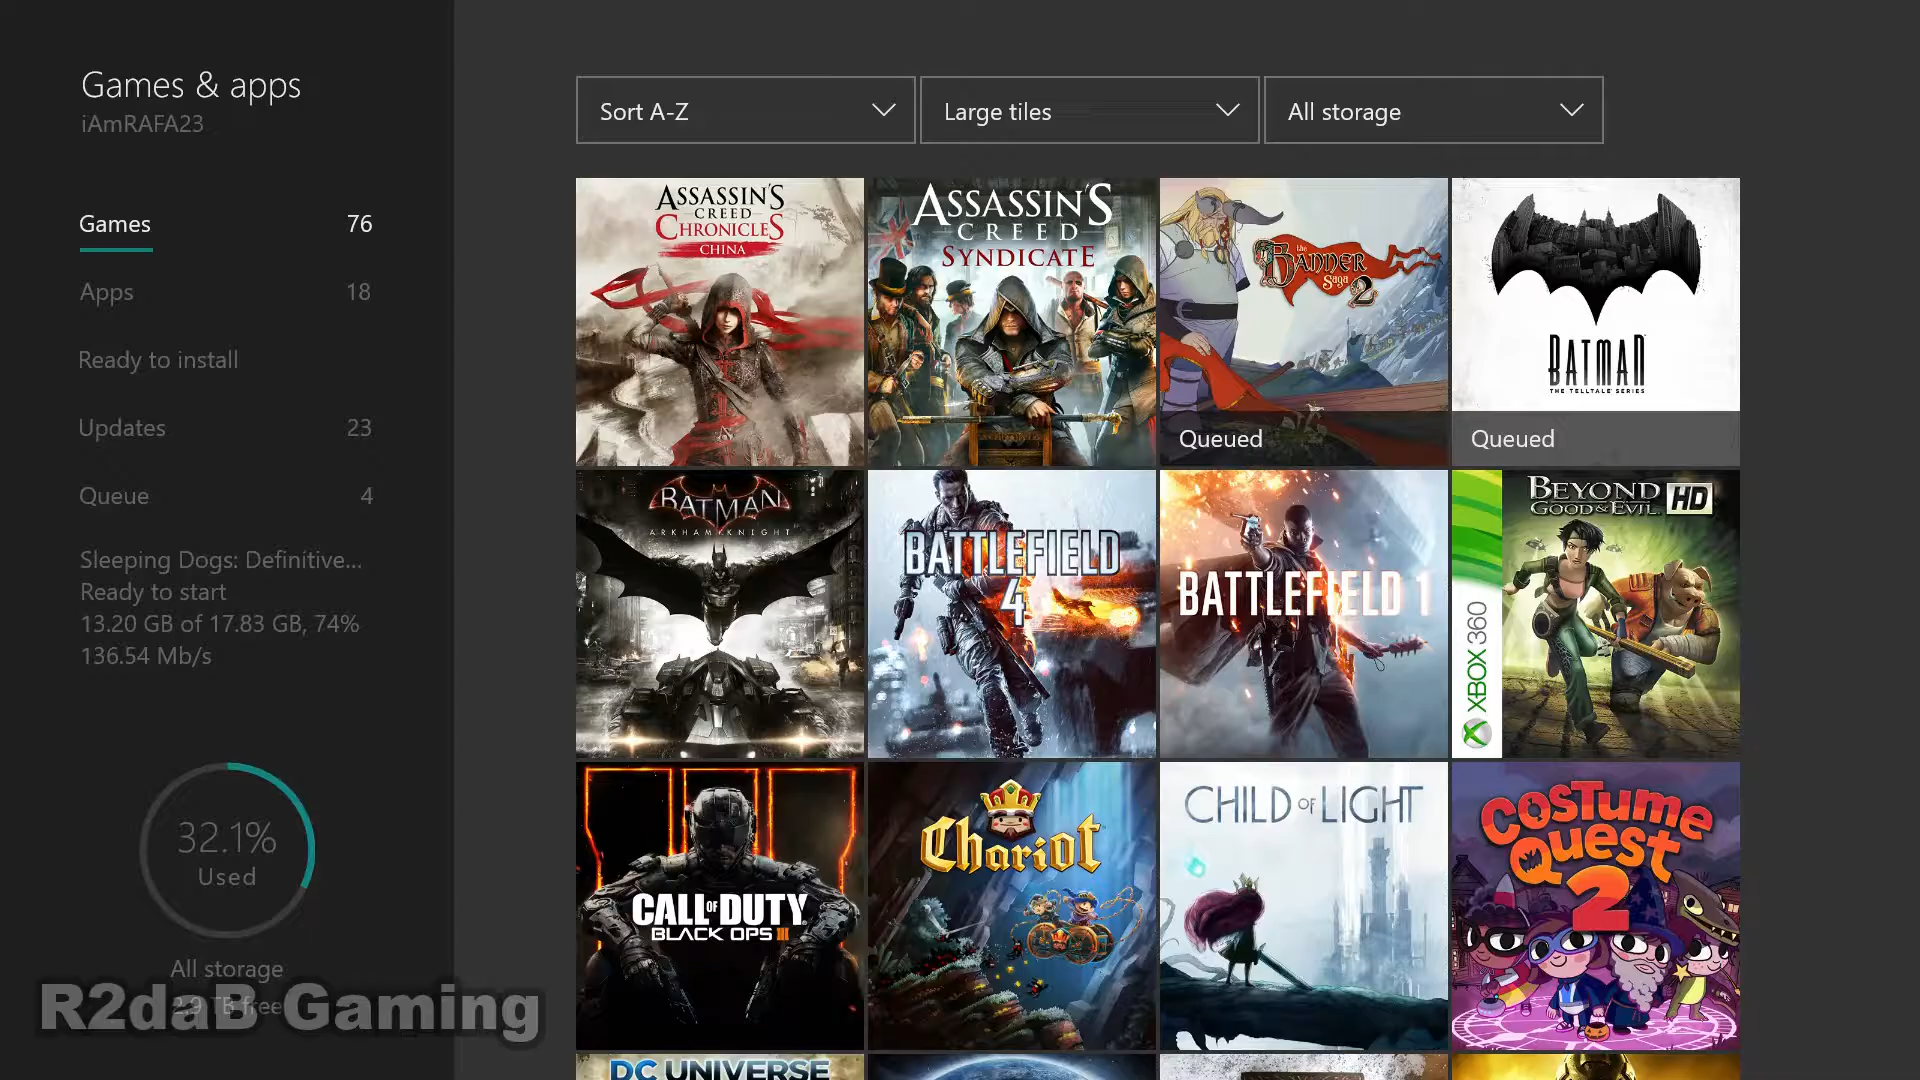 Games & apps
iAmRAFA23
Games 76
Apps 18
Ready to install
Updates 23
Queue 4
Sleeping Dogs: Definitive...
Ready to start
13.20 GB of 17.83 GB, 74%
136.54 Mb/s
32.1%
Used
All storage
2.9 TB free
R2daB Gaming
Sort A-Z
Large tiles
All storage
ASSASSIN'S
CREED
CHRONICLES
CHINA
ASSASSIN'S
CREED
SYNDICATE
the
Banner
Saga
2
Queued
BATMAN
THE TELLTALE SERIES
Queued
BATMAN
ARKHAM KNIGHT
BATTLEFIELD
4
BATTLEFIELD 1
BEYOND
GOOD & EVIL HD
XBOX 360
CALL OF DUTY
BLACK OPS III
Chariot
CHILD OF LIGHT
COSTUME
QUEST
2
DC UNIVERSE